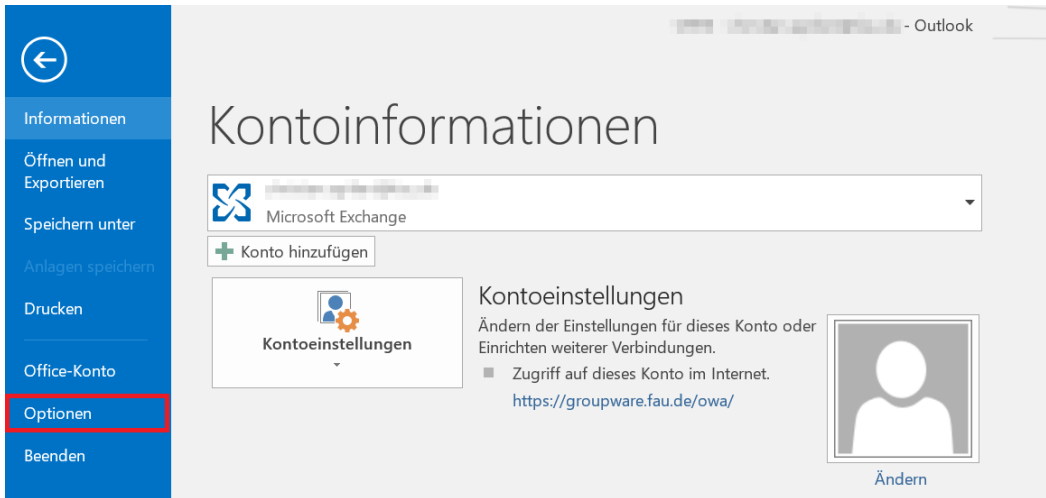 - Outlook
Informationen
Öffnen und
Exportieren
Speichern unter
Anlagen speichern
Drucken
Office-Konto
Optionen
Beenden
Kontoinformationen
Microsoft Exchange
Konto hinzufügen
Kontoeinstellungen
Kontoeinstellungen
Ändern der Einstellungen für dieses Konto oder
Einrichten weiterer Verbindungen.
Zugriff auf dieses Konto im Internet.
https://groupware.fau.de/owa/
Ändern